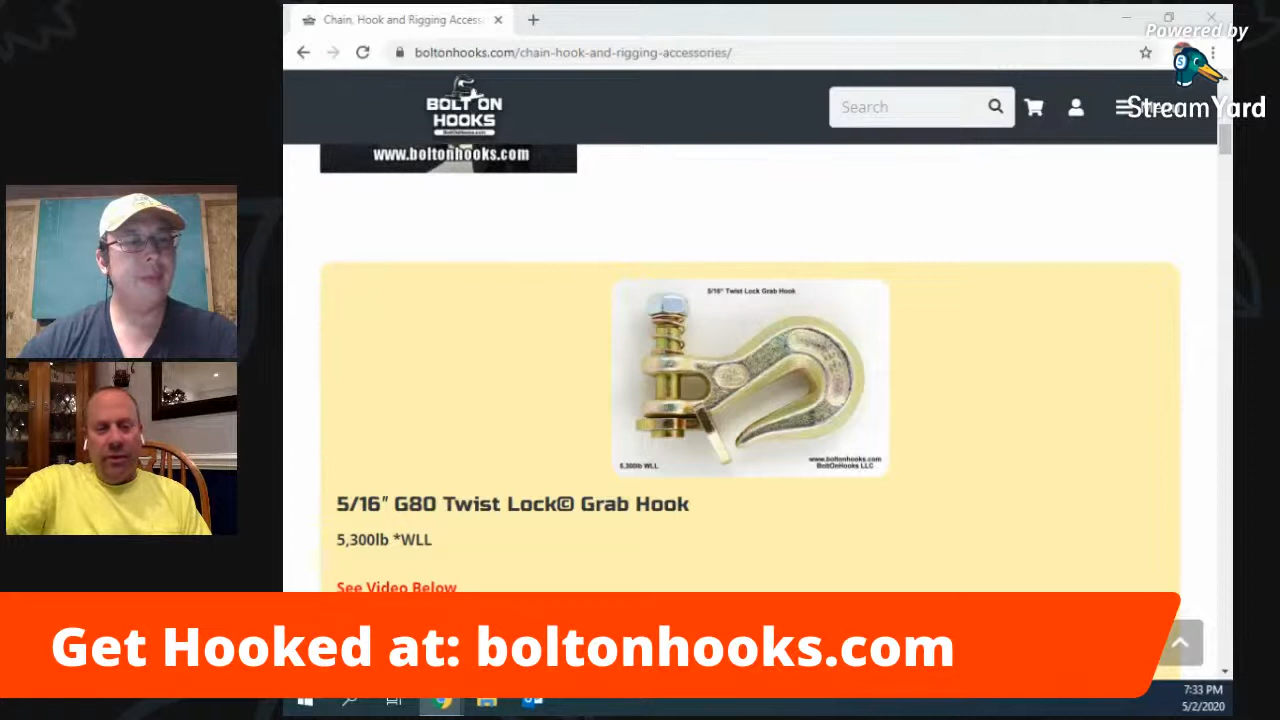 Chain, Hook and Rigging Access
boltonhooks.com/chain-hook-and-rigging-accessories/
Powered by
StreamYard
BOLT ON
HOOKS
BoltOnHooks.com
Search
www.boltonhooks.com
5/16" Twist Lock Grab Hook
5,300lb WLL
www.boltonhooks.com
BoltOnHooks LLC
5/16″ G80 Twist Lock© Grab Hook
5,300lb *WLL
See Video Below
Get Hooked at: boltonhooks.com
7:33 PM
5/2/2020